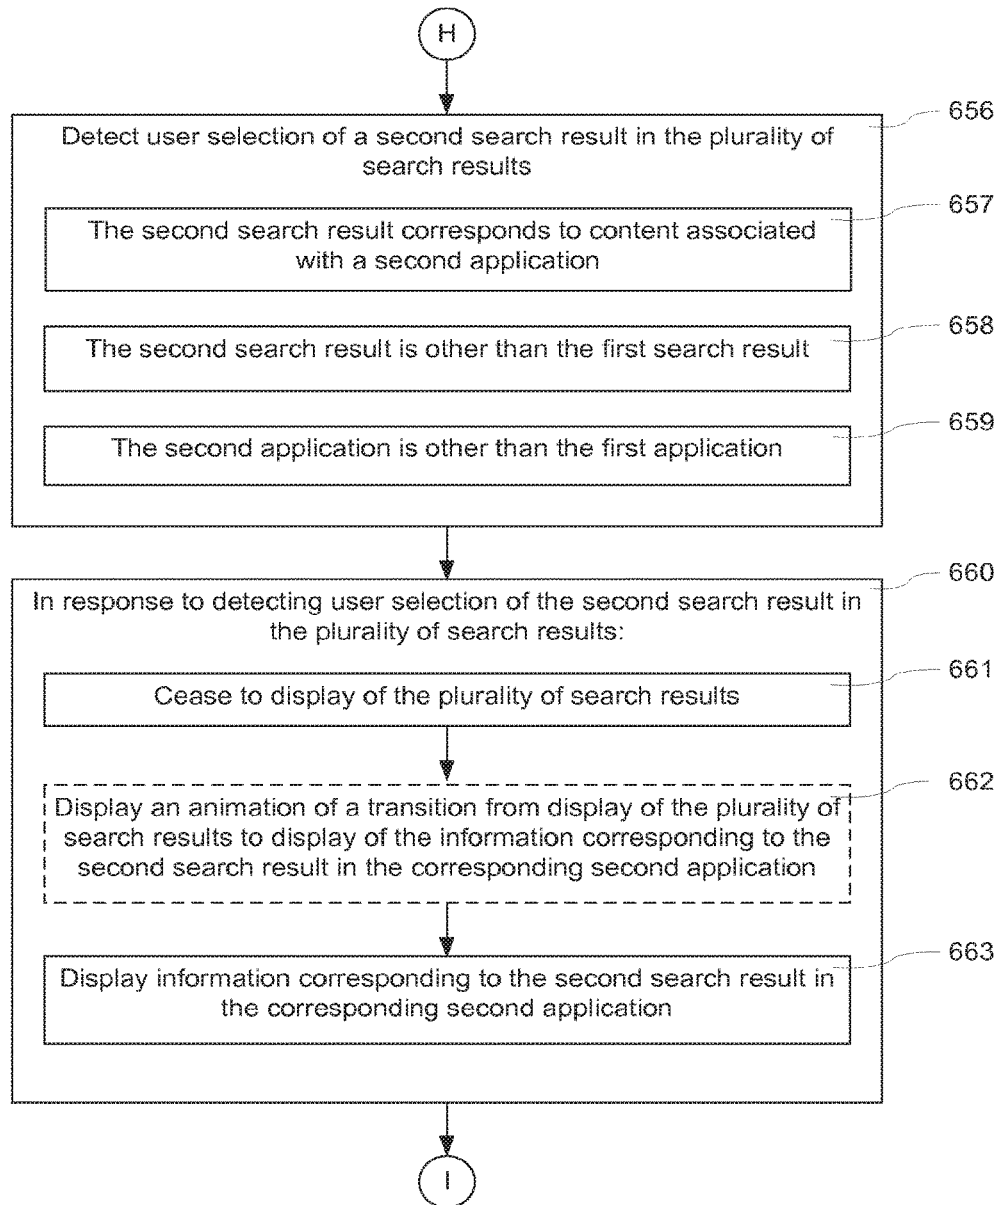 H
656
Detect user selection of a second search result in the plurality of
search results
657
The second search result corresponds to content associated
with a second application
658
The second search result is other than the first search result
659
The second application is other than the first application
660
In response to detecting user selection of the second search result in
the plurality of search results:
661
Cease to display of the plurality of search results
662
Display an animation of a transition from display of the plurality of
search results to display of the information corresponding to the
second search result in the corresponding second application
663
Display information corresponding to the second search result in
the corresponding second application
I